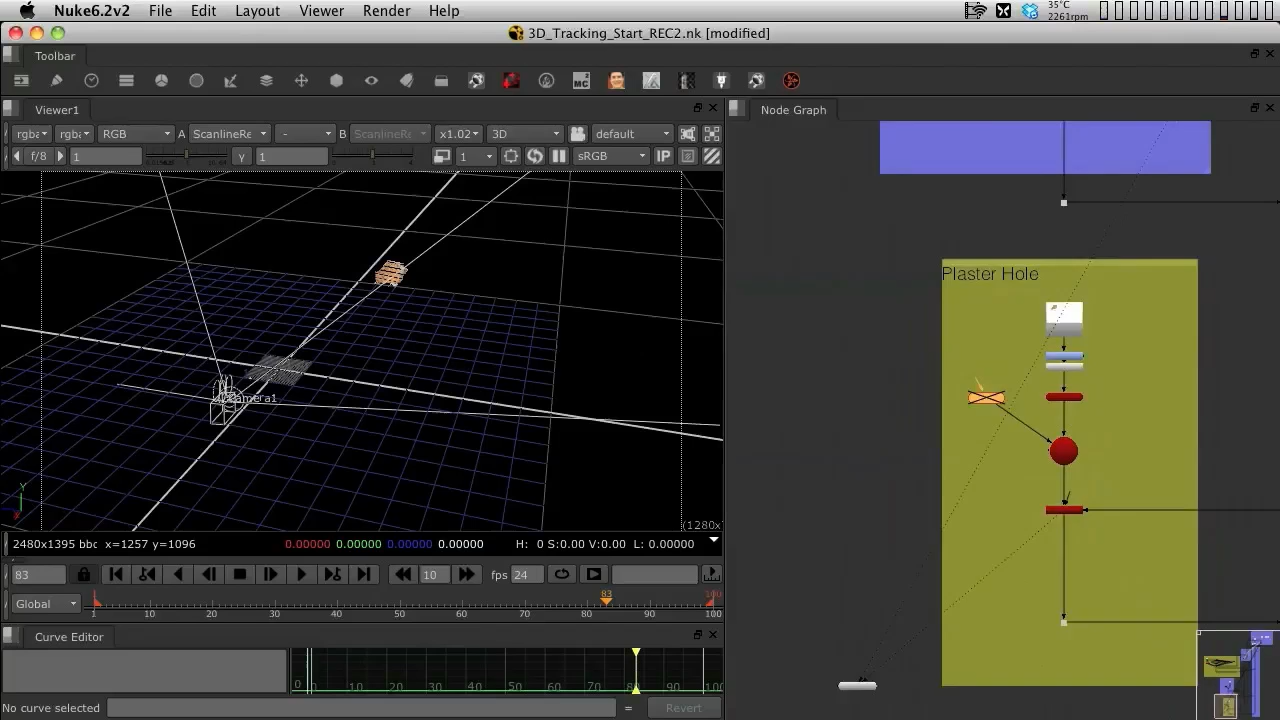 Nuke6.2v2 File Edit Layout Viewer Render Help
35°C
2261rpm
3D_Tracking_Start_REC2.nk [modified]
Toolbar
MC
Viewer1
Node Graph
rgba rgba RGB A ScanlineRe - B ScanlineRe x1.02 3D default
f/8 1 Y 1 1 sRGB IP
Plaster Hole
Camera1
Y
X
(1280x
2480x1395 bbc x=1257 y=1096 0.00000 0.00000 0.00000 0.00000 H: 0 S:0.00 V:0.00 L: 0.00000
83 10 fps 24
Global 1 10 20 30 40 50 60 70 83 90 100 100
Curve Editor
0 10 20 30 40 50 60 70 80 90 100
No curve selected = Revert